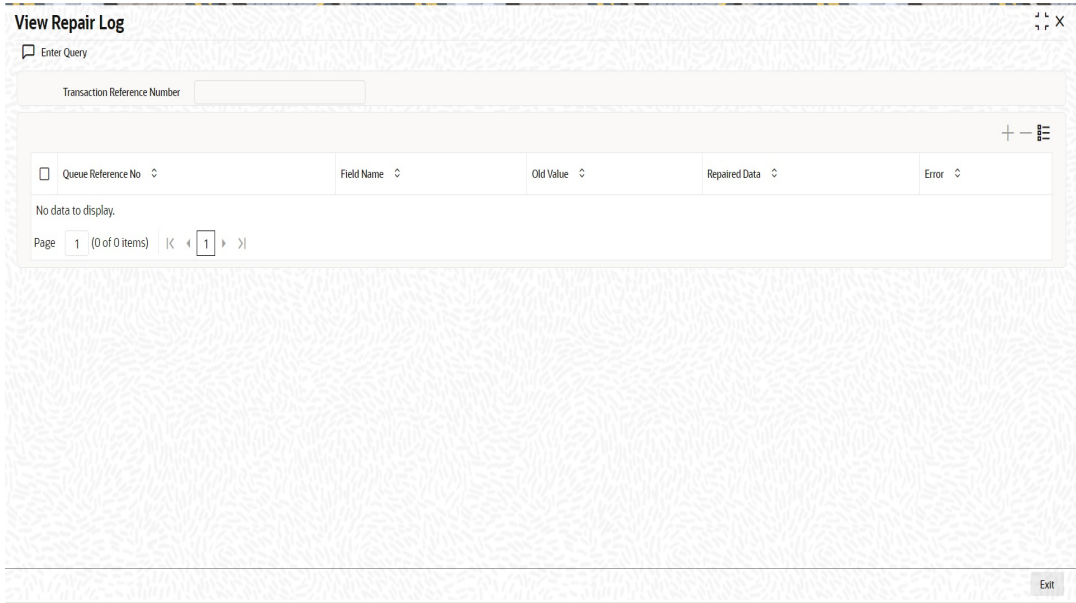 View Repair Log
Enter Query
Transaction Reference Number
Queue Reference No Field Name Old Value Repaired Data Error
No data to display.
Page 1 (0 of 0 items) 1
Exit